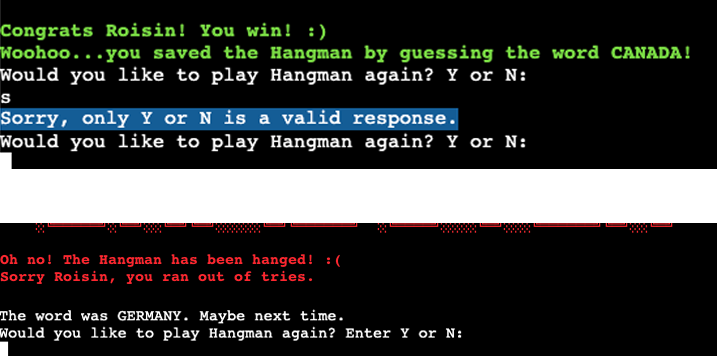 Congrats Roisin! You win! :)
Woohoo...you saved the Hangman by guessing the word CANADA!
Would you like to play Hangman again? Y or N:
s
Sorry, only Y or N is a valid response.
Would you like to play Hangman again? Y or N:
Oh no! The Hangman has been hanged! :(
Sorry Roisin, you ran out of tries.
The word was GERMANY. Maybe next time.
Would you like to play Hangman again? Enter Y or N: